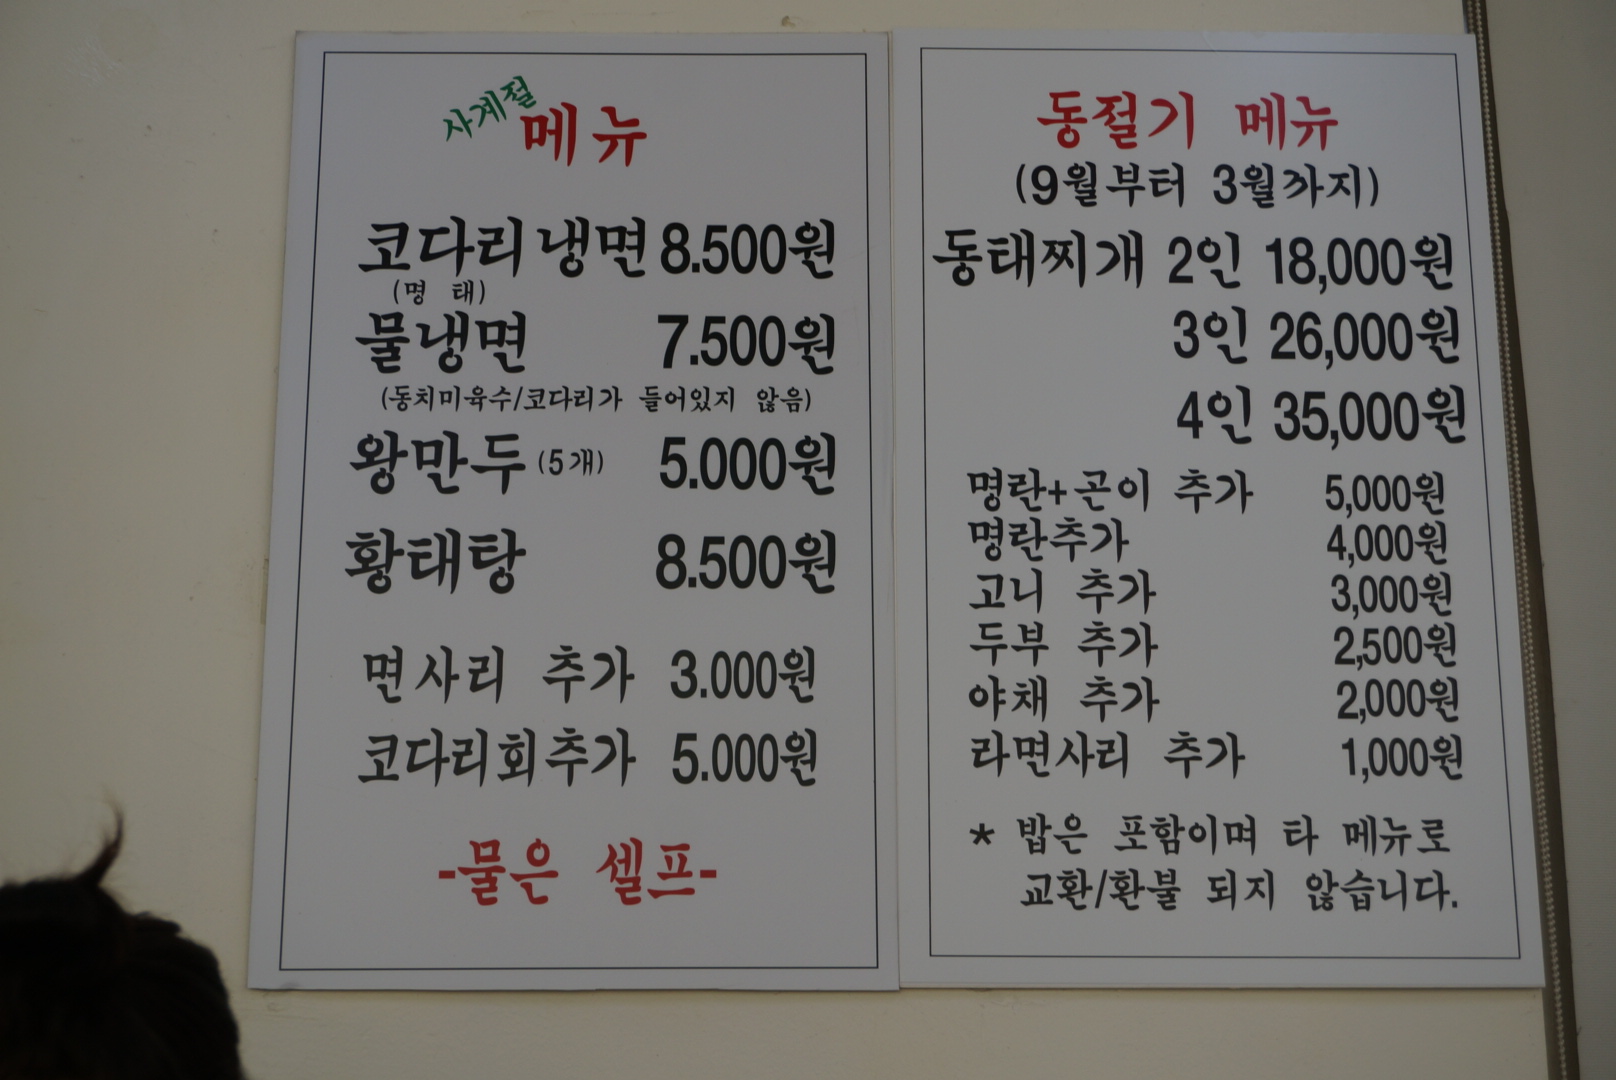 사계절 메뉴
코다리냉면 8.500원
(명 태)
물냉면 7.500원
(동치미육수/코다리가 들어있지 않음)
왕만두(5개) 5.000원
황태탕 8.500원
면사리 추가 3.000원
코다리회추가 5.000원
-물은 셀프-
동절기 메뉴
(9월부터 3월까지)
동태찌개 2인 18,000원
3인 26,000원
4인 35,000원
명란+곤이 추가 5,000원
명란추가 4,000원
고니 추가 3,000원
두부 추가 2,500원
야채 추가 2,000원
라면사리 추가 1,000원
* 밥은 포함이며 타 메뉴로
교환/환불 되지 않습니다.